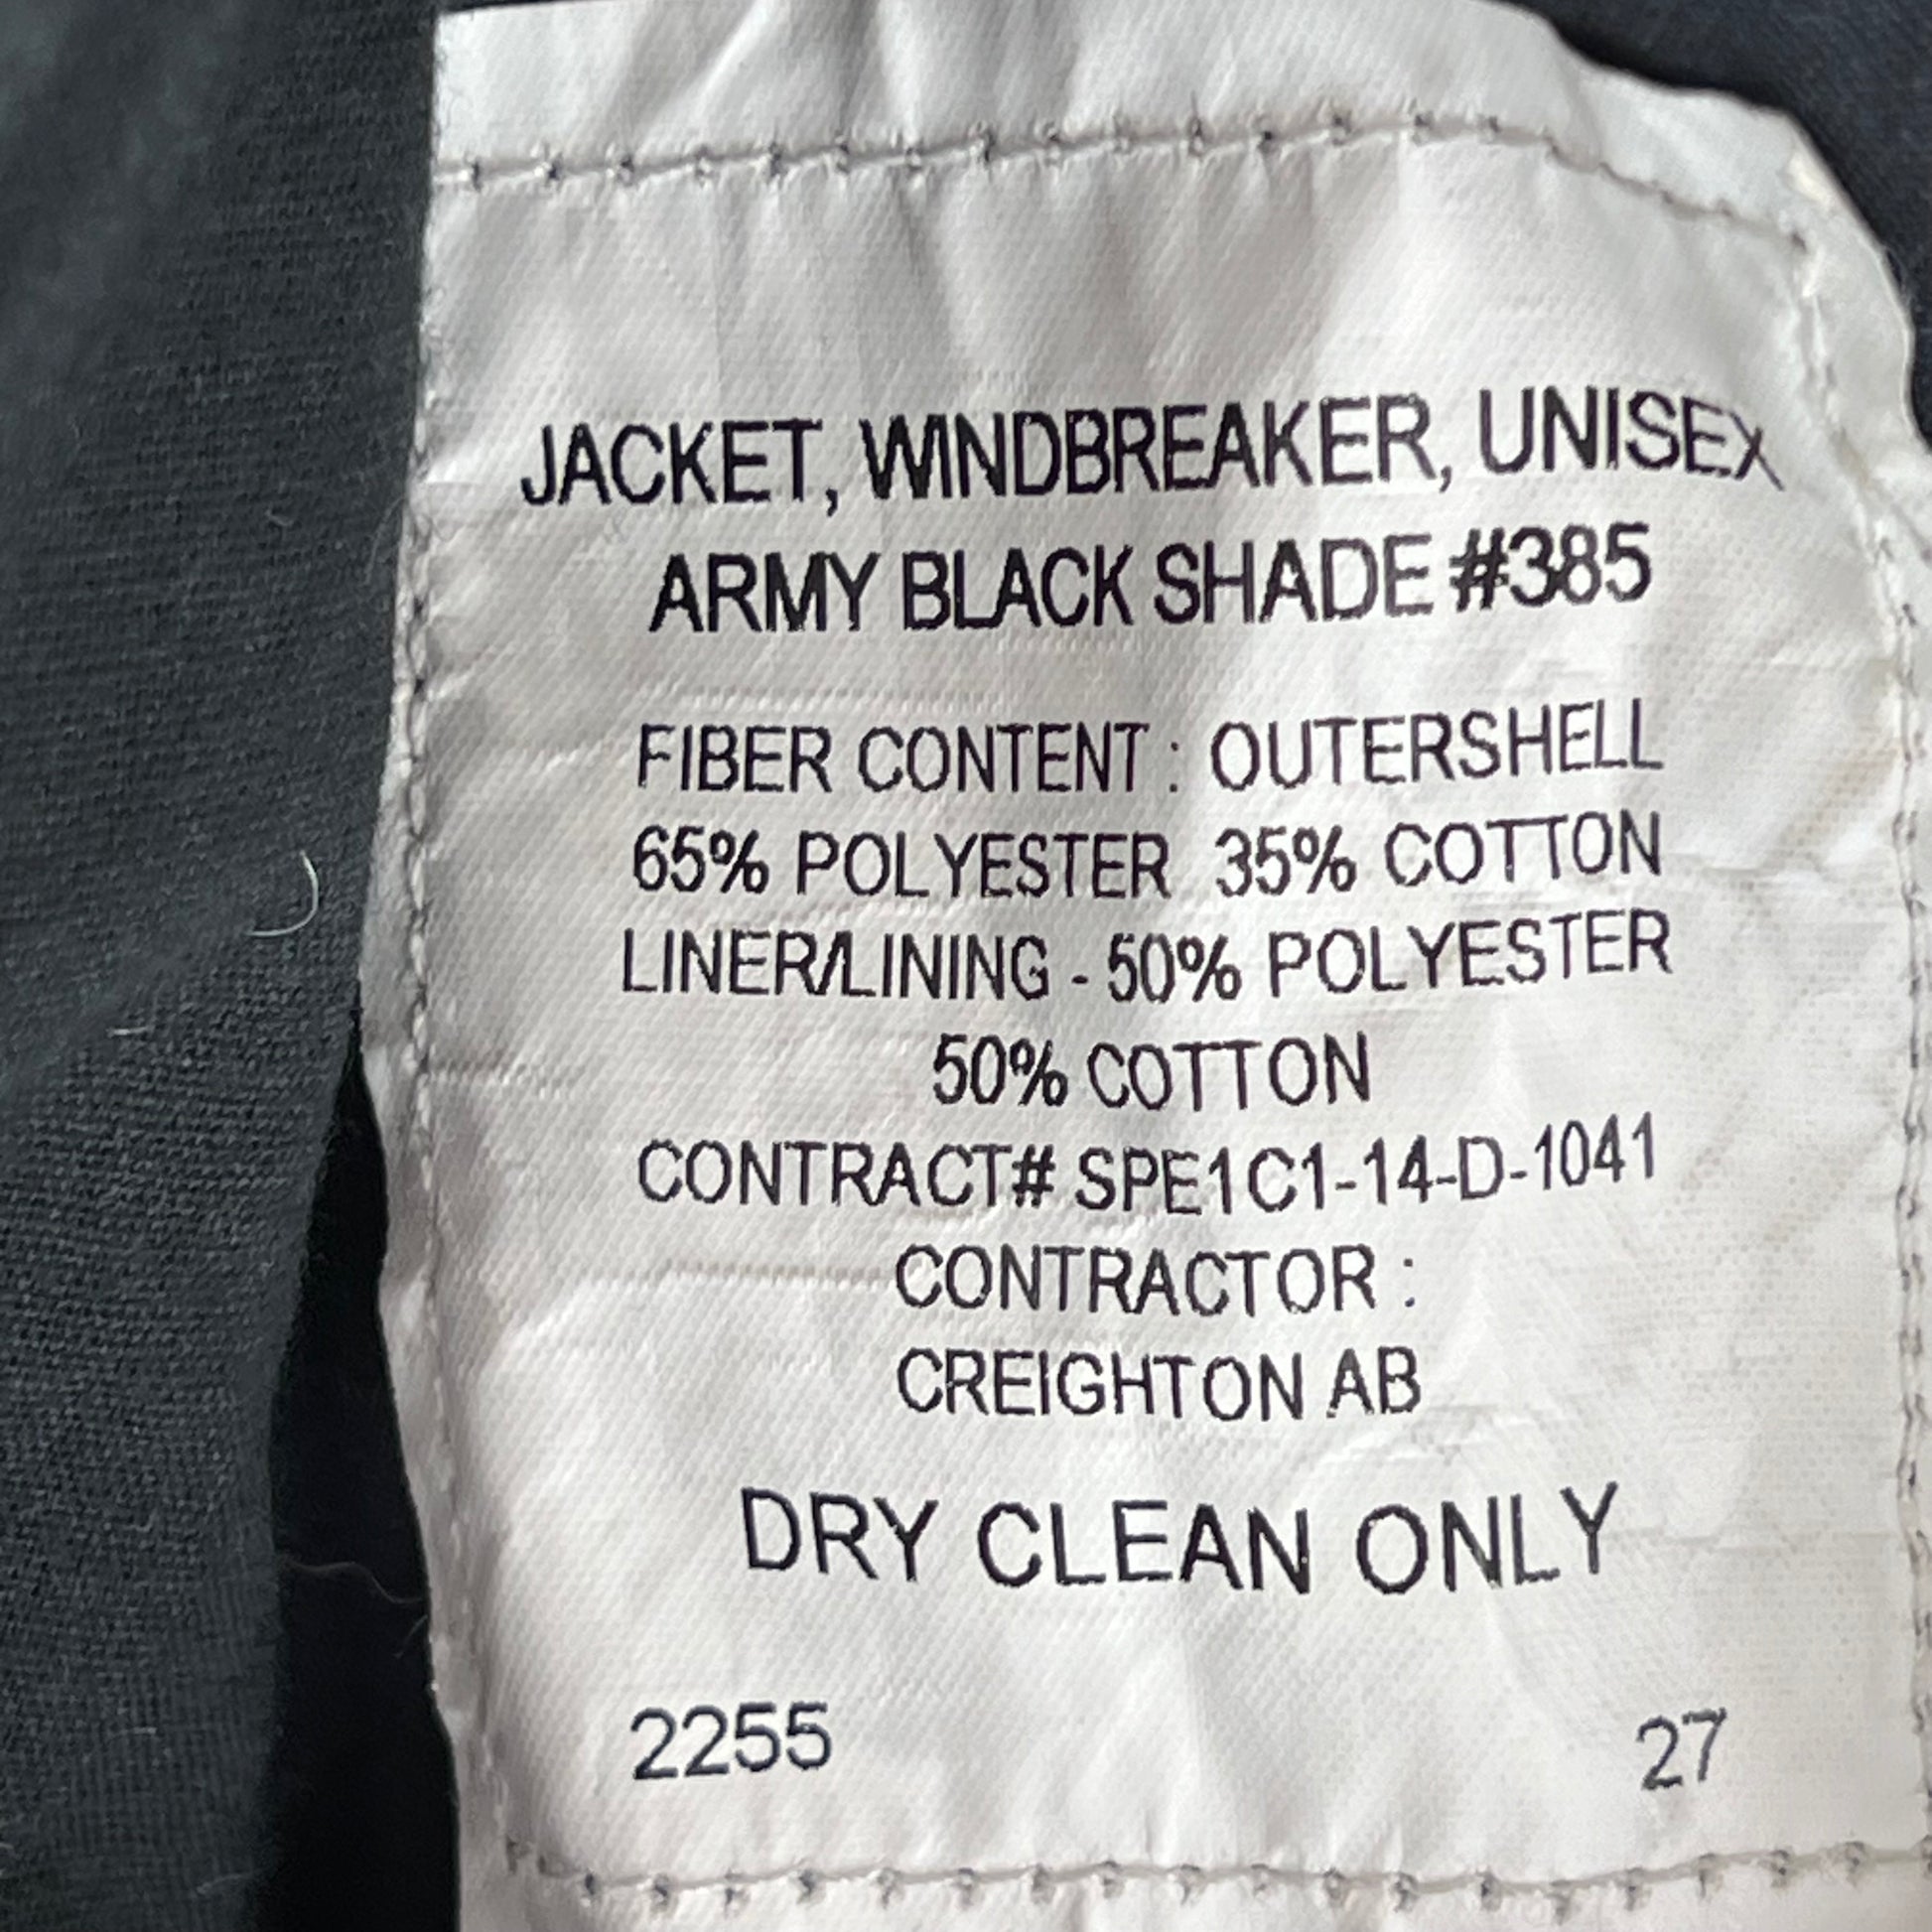 JACKET, WINDBREAKER, UNISEX
ARMY BLACK SHADE #385
FIBER CONTENT : OUTERSHELL
65% POLYESTER 35% COTTON
LINER/LINING - 50% POLYESTER
50% COTTON
CONTRACT# SPE1C1-14-D-1041
CONTRACTOR :
CREIGHTON AB
DRY CLEAN ONLY
2255 27